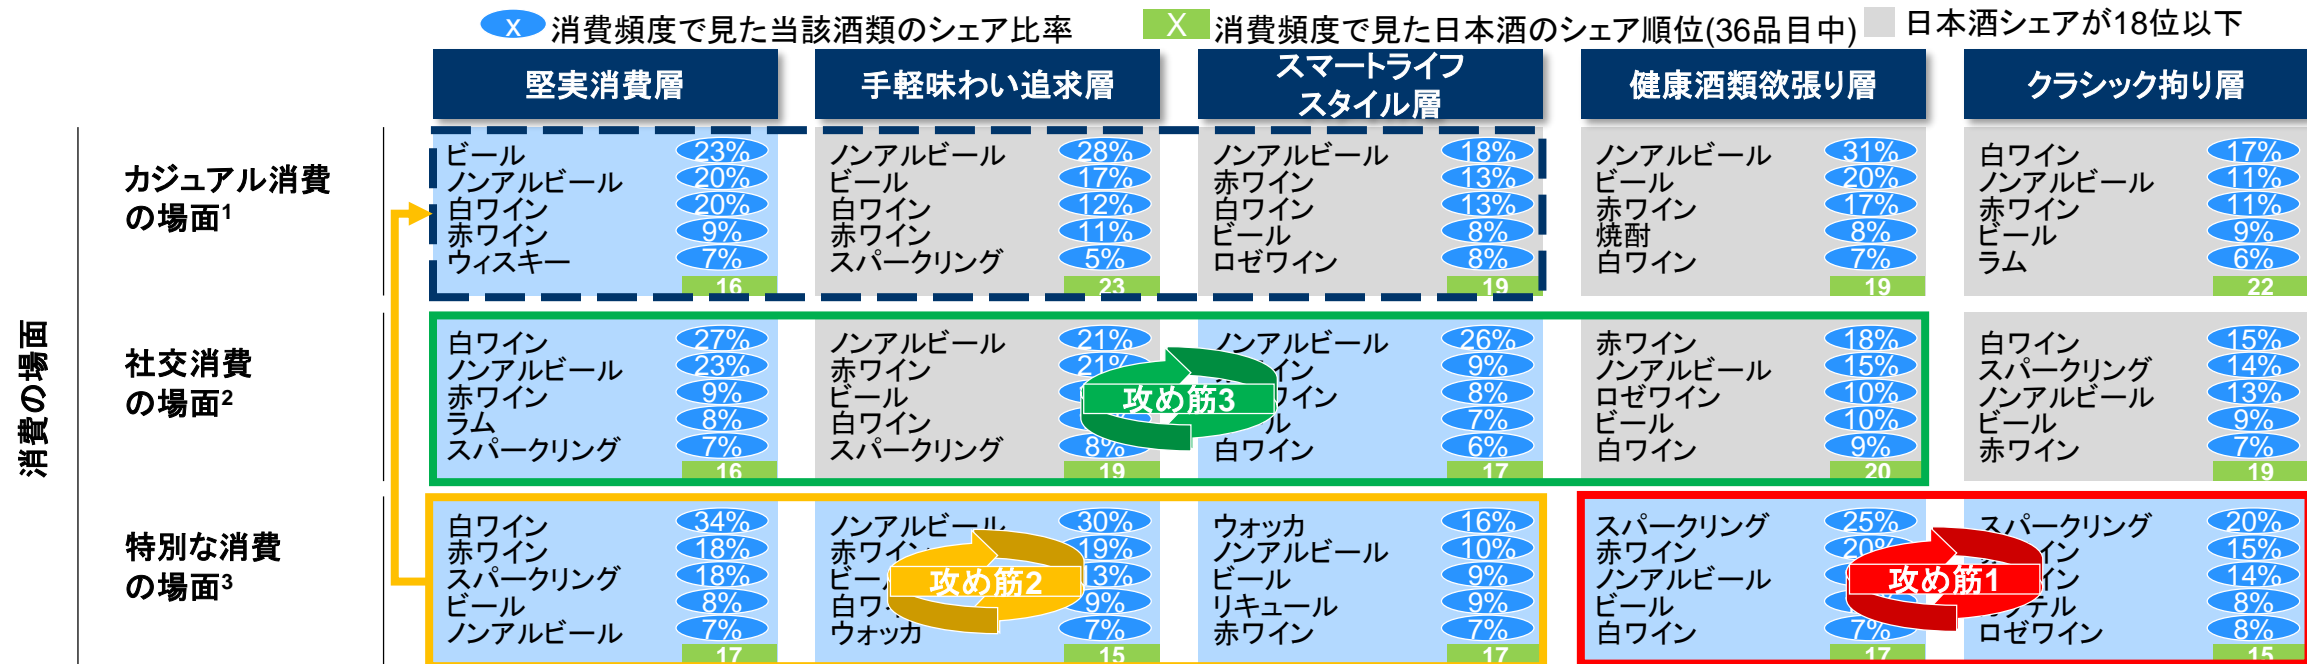 x 消費頻度で見た当該酒類のシェア比率
X 消費頻度で見た日本酒のシェア順位(36品目中)
日本酒シェアが18位以下
堅実消費層
手軽味わい追求層
スマートライフ
スタイル層
健康酒類欲張り層
クラシック拘り層
消費の場面
カジュアル消費
の場面1
ビール 23%
ノンアルビール 20%
白ワイン 20%
赤ワイン 9%
ウィスキー 7%
16
ノンアルビール 28%
ビール 17%
白ワイン 12%
赤ワイン 11%
スパークリング 5%
23
ノンアルビール 18%
赤ワイン 13%
白ワイン 13%
ビール 8%
ロゼワイン 8%
19
ノンアルビール 31%
ビール 20%
赤ワイン 17%
焼酎 8%
白ワイン 7%
19
白ワイン 17%
ノンアルビール 11%
赤ワイン 11%
ビール 9%
ラム 6%
22
社交消費
の場面2
白ワイン 27%
ノンアルビール 23%
赤ワイン 9%
ラム 8%
スパークリング 7%
16
ノンアルビール 21%
赤ワイン 21%
ビール
白ワイン
スパークリング 8%
19
攻め筋3
ノンアルビール 26%
9%
8%
7%
白ワイン 6%
17
赤ワイン 18%
ノンアルビール 15%
ロゼワイン 10%
ビール 10%
白ワイン 9%
20
白ワイン 15%
スパークリング 14%
ノンアルビール 13%
ビール 9%
赤ワイン 7%
19
特別な消費
の場面3
白ワイン 34%
赤ワイン 18%
スパークリング 18%
ビール 8%
ノンアルビール 7%
17
ノンアルビール 30%
赤ワイン 19%
ビール 13%
白ワイン 9%
ウォッカ 7%
15
攻め筋2
ウォッカ 16%
ノンアルビール 10%
ビール 9%
リキュール 9%
赤ワイン 7%
17
スパークリング 25%
赤ワイン 20%
ノンアルビール
ビール
白ワイン 7%
17
攻め筋1
スパークリング 20%
15%
14%
8%
ロゼワイン 8%
15